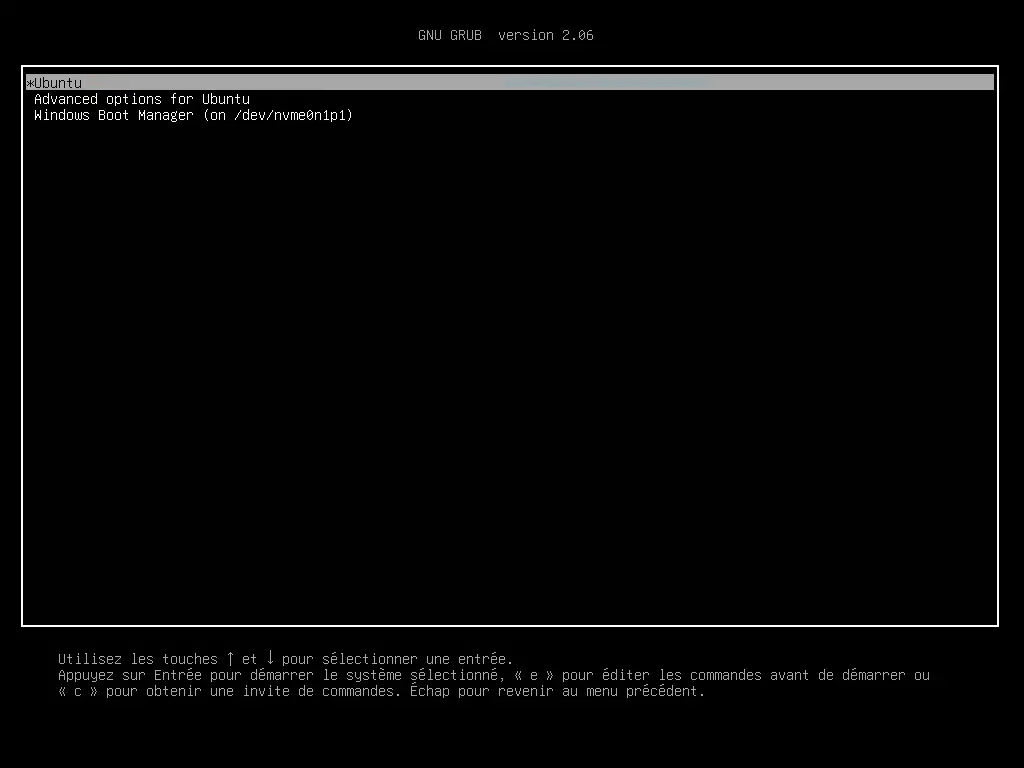 GNU GRUB  version 2.06
*Ubuntu
Advanced options for Ubuntu
Windows Boot Manager (on /dev/nvme0n1p1)
Utilisez les touches ↑ et ↓ pour sélectionner une entrée.
Appuyez sur Entrée pour démarrer le système sélectionné, « e » pour éditer les commandes avant de démarrer ou
« c » pour obtenir une invite de commandes. Échap pour revenir au menu précédent.